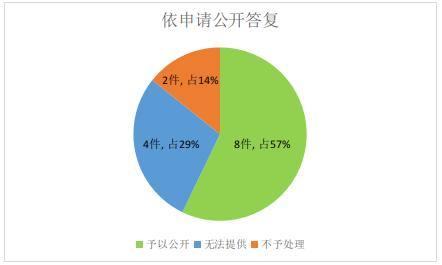 依申请公开答复
2件, 占14%
4件, 占29%
8件, 占57%
予以公开 无法提供 不予处理